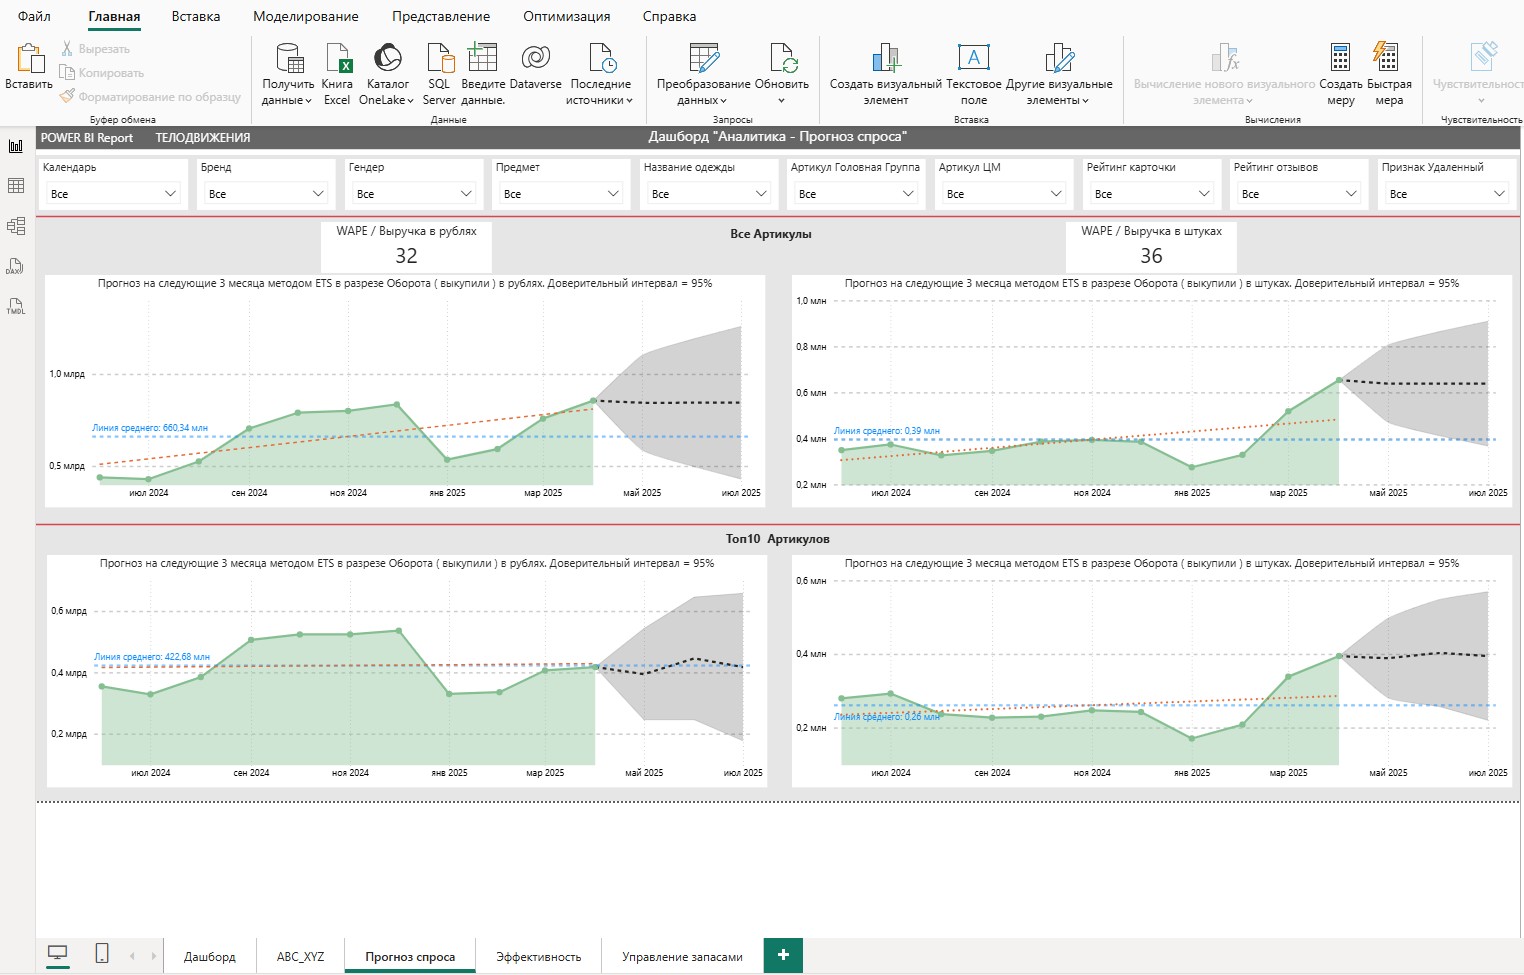 Файл Главная Вставка Моделирование Представление Оптимизация Справка
Вставить
Вырезать
Копировать
Форматирование по образцу
Буфер обмена
Получить данные
Книга Excel
Каталог OneLake
SQL Server
Введите данные.
Dataverse
Последние источники
Данные
Преобразование данных
Обновить
Запросы
Создать визуальный элемент
Текстовое поле
Другие визуальные элементы
Вставка
Вычисление нового визуального элемента
Создать меру
Быстрая мера
Вычисления
Чувствительность
POWER BI Report ТЕЛОДВИЖЕНИЯ Дашборд "Аналитика - Прогноз спроса"
Календарь Бренд Гендер Предмет Название одежды Артикул Головная Группа Артикул ЦМ Рейтинг карточки Рейтинг отзывов Признак Удаленный
Все Все Все Все Все Все Все Все Все Все
WAPE / Выручка в рублях
32
Все Артикулы
WAPE / Выручка в штуках
36
Прогноз на следующие 3 месяца методом ETS в разрезе Оборота ( выкупили ) в рублях. Доверительный интервал = 95%
1,0 млрд
Линия среднего: 660,34 млн
0,5 млрд
июл 2024 сен 2024 ноя 2024 янв 2025 мар 2025 май 2025 июл 2025
Прогноз на следующие 3 месяца методом ETS в разрезе Оборота ( выкупили ) в штуках. Доверительный интервал = 95%
1,0 млн
0,8 млн
0,6 млн
Линия среднего: 0,39 млн
0,4 млн
0,2 млн
июл 2024 сен 2024 ноя 2024 янв 2025 мар 2025 май 2025 июл 2025
Топ10 Артикулов
Прогноз на следующие 3 месяца методом ETS в разрезе Оборота ( выкупили ) в рублях. Доверительный интервал = 95%
0,6 млрд
Линия среднего: 422,68 млн
0,4 млрд
0,2 млрд
июл 2024 сен 2024 ноя 2024 янв 2025 мар 2025 май 2025 июл 2025
Прогноз на следующие 3 месяца методом ETS в разрезе Оборота ( выкупили ) в штуках. Доверительный интервал = 95%
0,6 млн
0,4 млн
Линия среднего: 0,26 млн
0,2 млн
июл 2024 сен 2024 ноя 2024 янв 2025 мар 2025 май 2025 июл 2025
Дашборд ABC_XYZ Прогноз спроса Эффективность Управление запасами